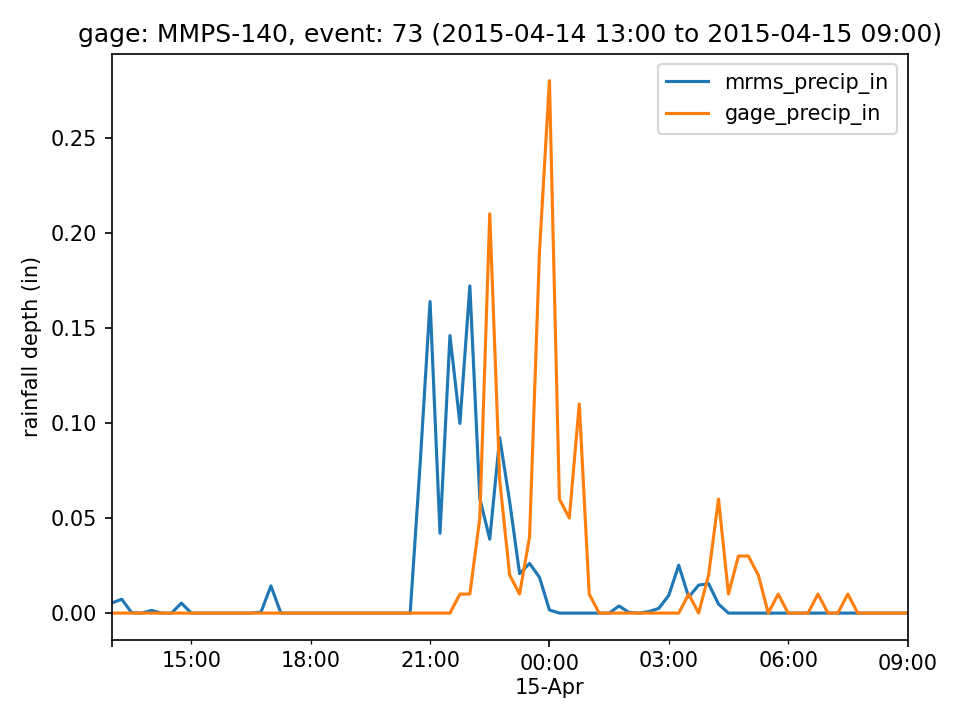 gage: MMPS-140, event: 73 (2015-04-14 13:00 to 2015-04-15 09:00)
mrms_precip_in
gage_precip_in
rainfall depth (in)
0.25
0.20
0.15
0.10
0.05
0.00
15:00
18:00
21:00
00:00
03:00
06:00
09:00
15-Apr